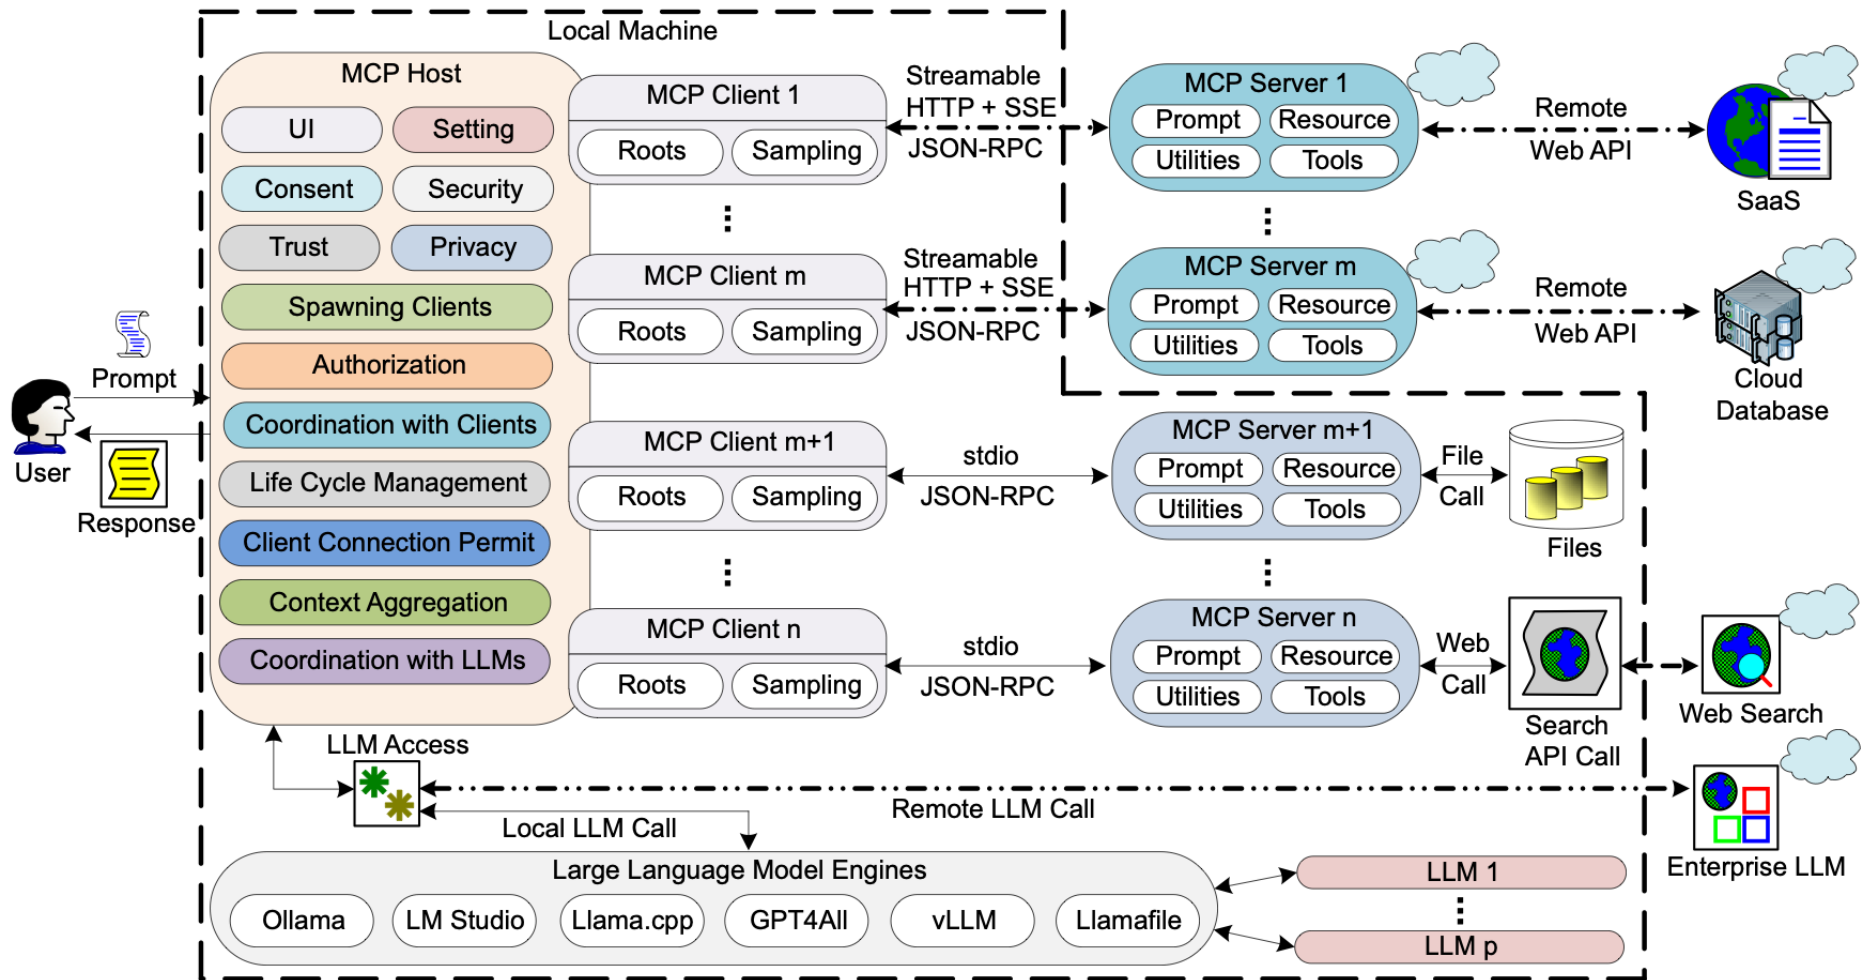 Local Machine
MCP Host
UI
Setting
Consent
Security
Trust
Privacy
Spawning Clients
Authorization
Coordination with Clients
Life Cycle Management
Client Connection Permit
Context Aggregation
Coordination with LLMs
Prompt
User
Response
MCP Client 1
Roots
Sampling
Streamable
HTTP + SSE
JSON-RPC
MCP Server 1
Prompt
Resource
Utilities
Tools
Remote
Web API
SaaS
MCP Client m
Roots
Sampling
Streamable
HTTP + SSE
JSON-RPC
MCP Server m
Prompt
Resource
Utilities
Tools
Remote
Web API
Cloud
Database
MCP Client m+1
Roots
Sampling
stdio
JSON-RPC
MCP Server m+1
Prompt
Resource
Utilities
Tools
File
Call
Files
MCP Client n
Roots
Sampling
stdio
JSON-RPC
MCP Server n
Prompt
Resource
Utilities
Tools
Web
Call
Search
API Call
Web Search
LLM Access
Remote LLM Call
Local LLM Call
Enterprise LLM
Large Language Model Engines
Ollama
LM Studio
Llama.cpp
GPT4All
vLLM
Llamafile
LLM 1
LLM p